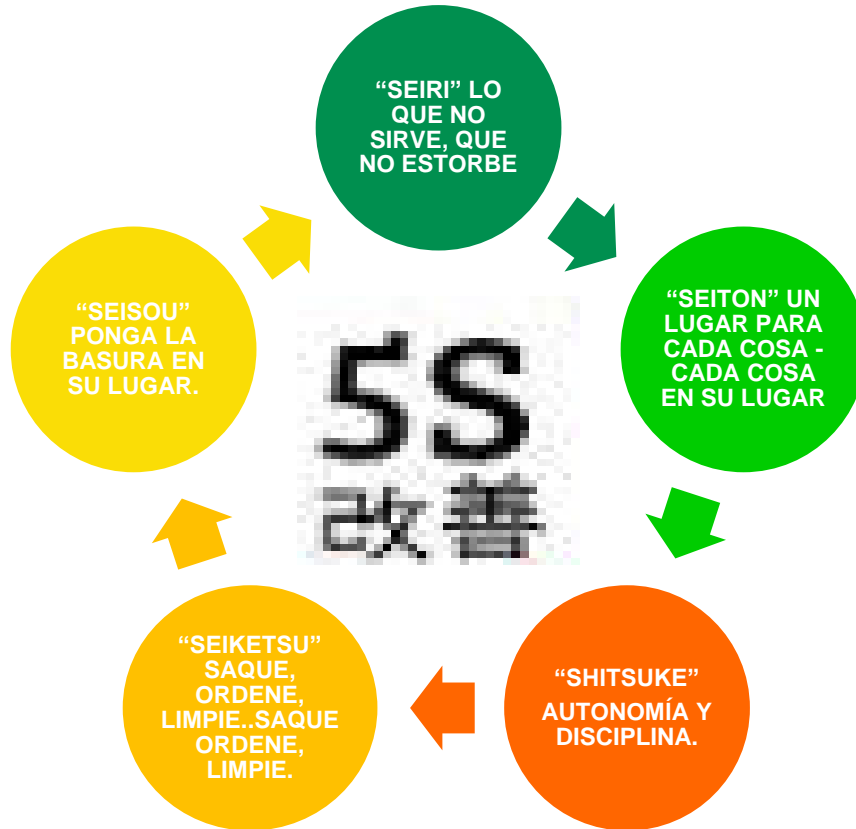 “SEIRI” LO
QUE NO
SIRVE, QUE
NO ESTORBE
“SEITON” UN
LUGAR PARA
CADA COSA -
CADA COSA
EN SU LUGAR
“SHITSUKE”
AUTONOMÍA Y
DISCIPLINA.
“SEIKETSU”
SAQUE,
ORDENE,
LIMPIE..SAQUE
ORDENE,
LIMPIE.
“SEISOU”
PONGA LA
BASURA EN
SU LUGAR.
5S
改善